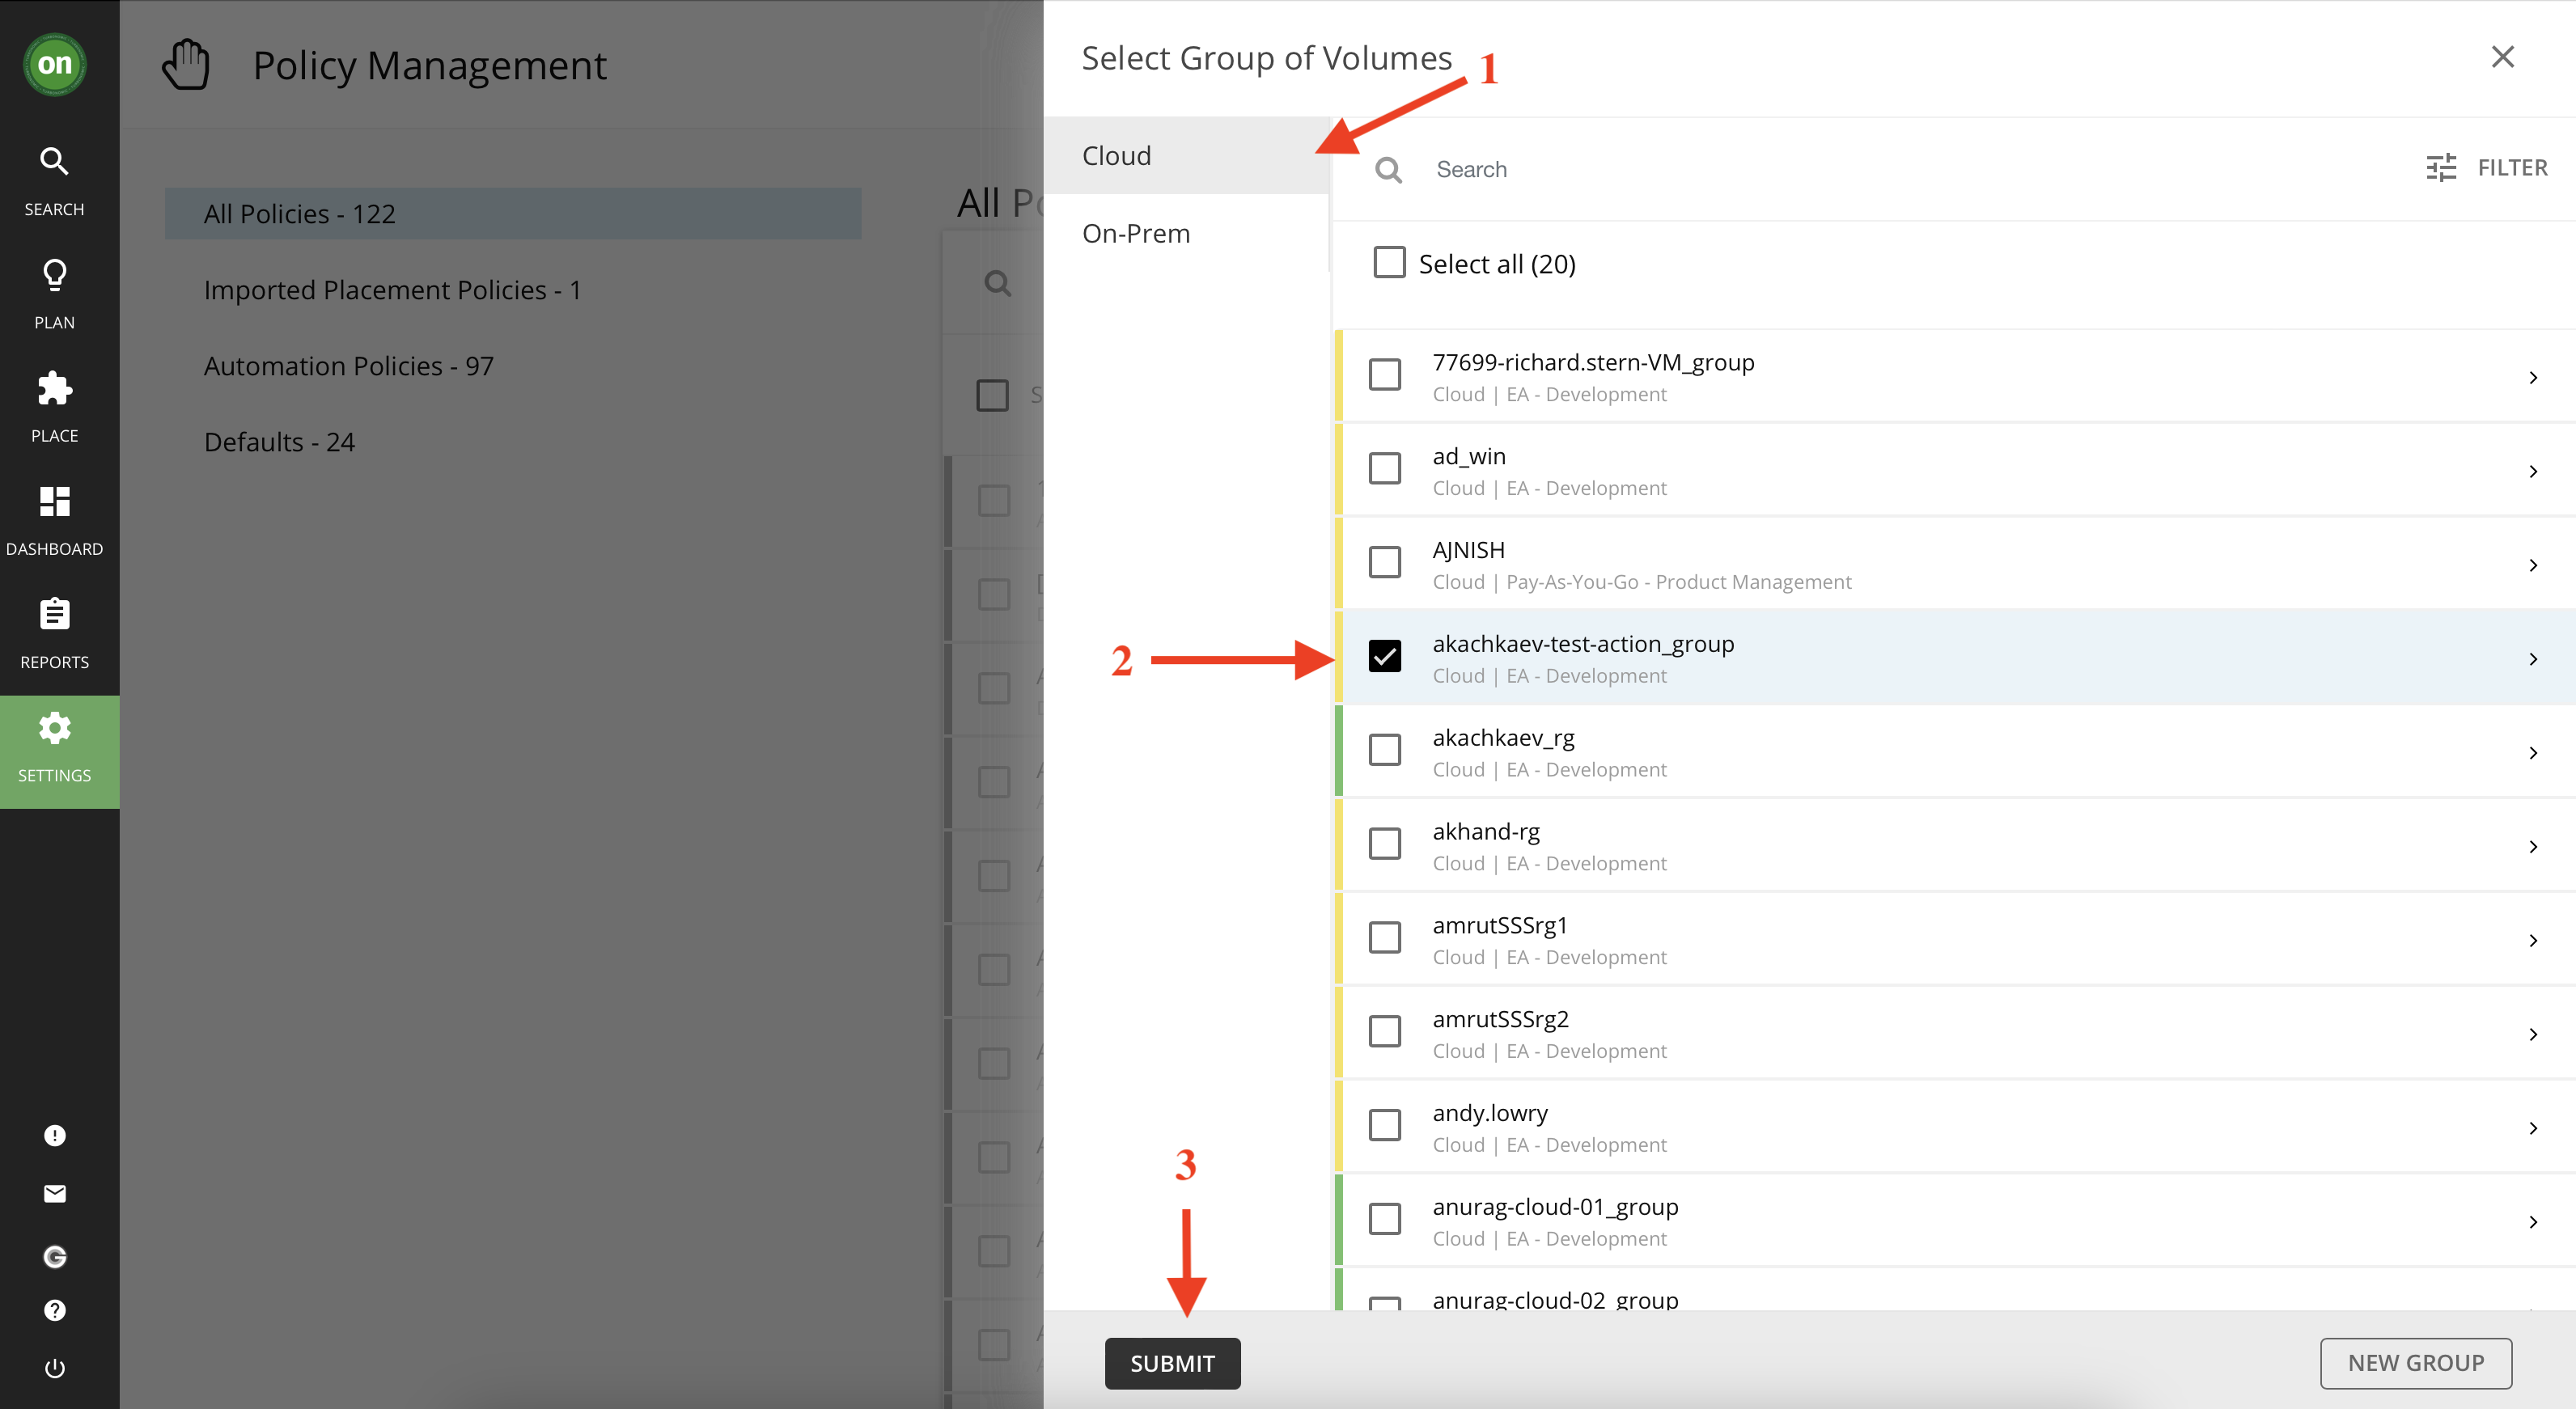 on
SEARCH
PLAN
PLACE
DASHBOARD
REPORTS
SETTINGS
Policy Management
All Policies - 122
Imported Placement Policies - 1
Automation Policies - 97
Defaults - 24
All
Select Group of Volumes
1
Cloud
On-Prem
Search
FILTER
Select all (20)
77699-richard.stern-VM_group
Cloud | EA - Development
ad_win
Cloud | EA - Development
AJNISH
Cloud | Pay-As-You-Go - Product Management
2
akachkaev-test-action_group
Cloud | EA - Development
akachkaev_rg
Cloud | EA - Development
akhand-rg
Cloud | EA - Development
amrutSSSrg1
Cloud | EA - Development
amrutSSSrg2
Cloud | EA - Development
andy.lowry
Cloud | EA - Development
anurag-cloud-01_group
Cloud | EA - Development
anurag-cloud-02_group
3
SUBMIT
NEW GROUP